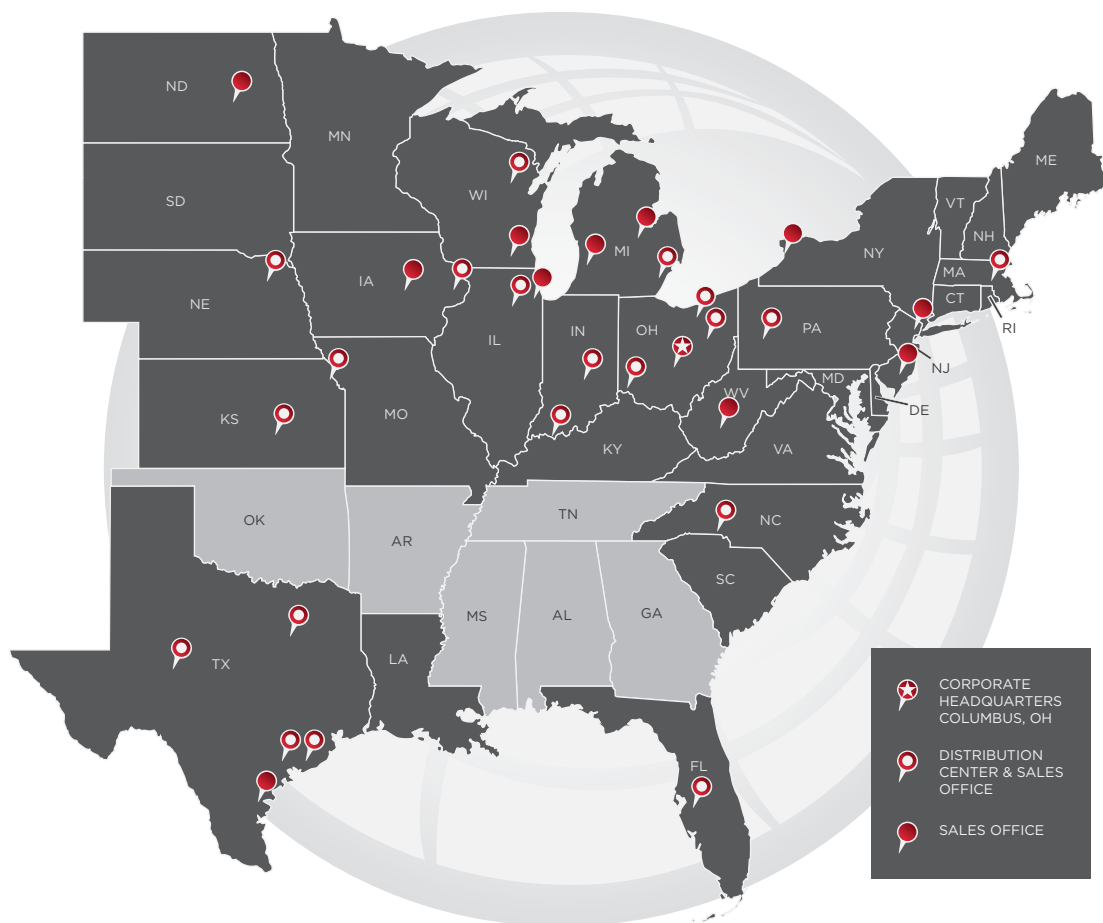 ND
MN
ME
WI
VT
SD
NH
NY
MI
MA
IA
CT
NE
RI
PA
OH
IN
IL
NJ
MD
WV
DE
MO
KS
KY
VA
OK
TN
NC
AR
SC
MS
AL
GA
LA
TX
FL
CORPORATE
HEADQUARTERS
COLUMBUS, OH
DISTRIBUTION
CENTER & SALES
OFFICE
SALES OFFICE